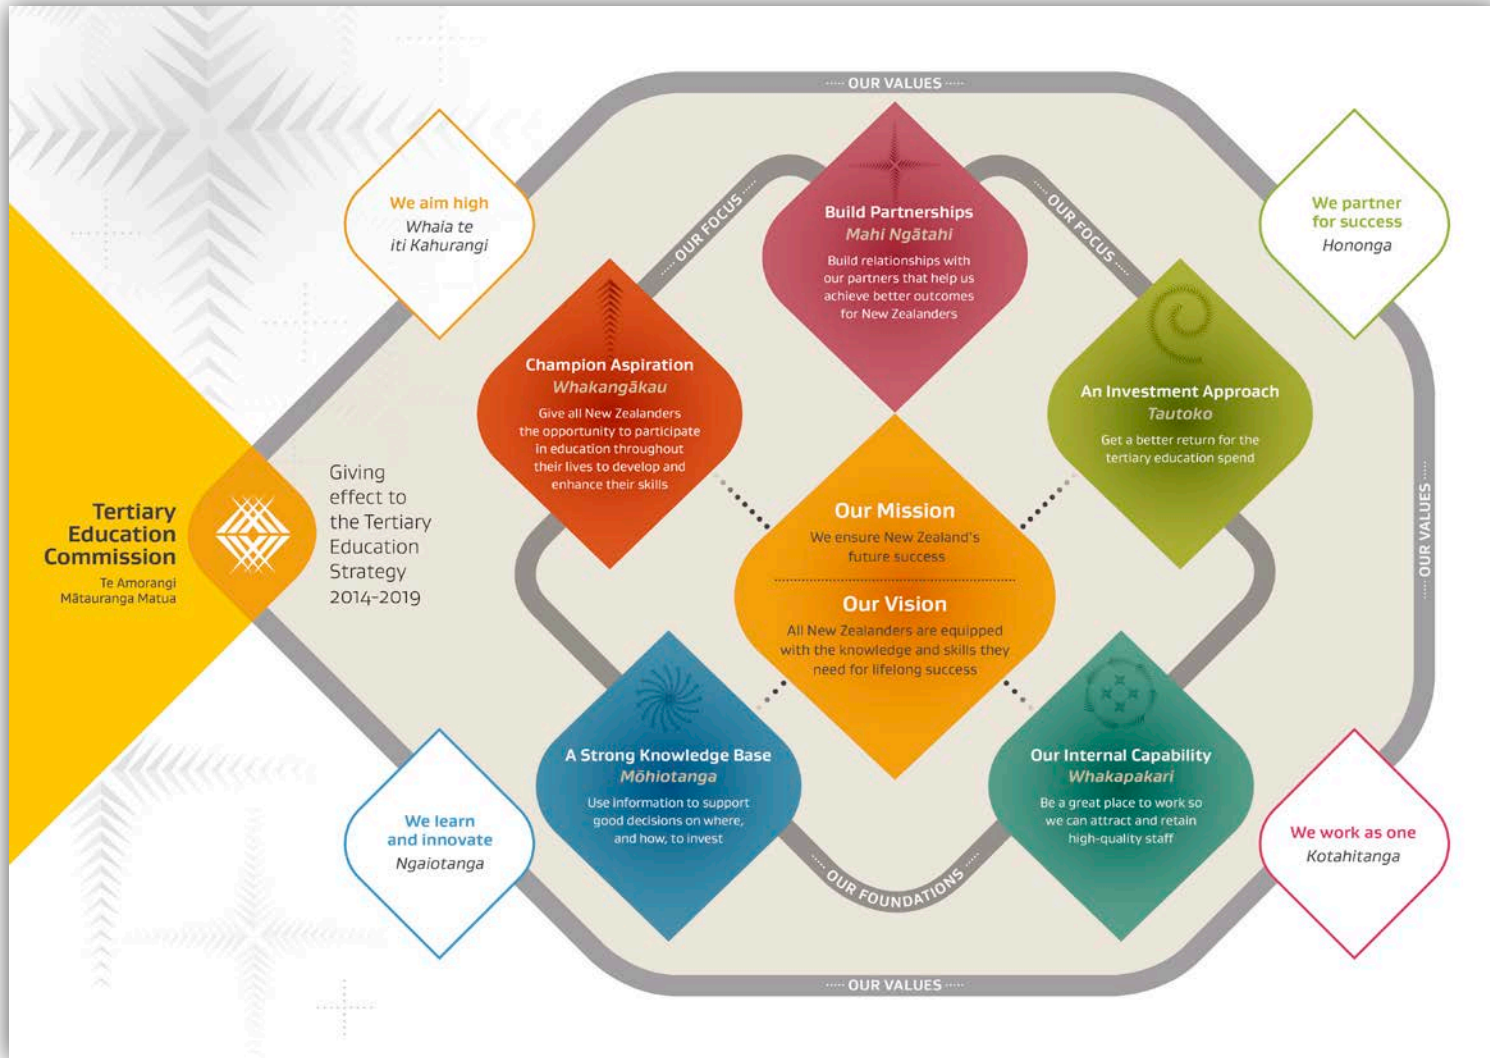 ····· OUR VALUES ·····
We aim high
Whaia te
iti Kahurangi
We partner
for success
Hononga
····· OUR FOCUS ·····
····· OUR FOCUS ·····
Build Partnerships
Mahi Ngātahi
Build relationships with
our partners that help us
achieve better outcomes
for New Zealanders
Champion Aspiration
Whakangākau
Give all New Zealanders
the opportunity to participate
in education throughout
their lives to develop and
enhance their skills
An Investment Approach
Tautoko
Get a better return for the
tertiary education spend
Tertiary
Education
Commission
Te Amorangi
Mātauranga Matua
Giving
effect to
the Tertiary
Education
Strategy
2014-2019
Our Mission
We ensure New Zealand's
future success
Our Vision
All New Zealanders are equipped
with the knowledge and skills they
need for lifelong success
····· OUR VALUES ·····
A Strong Knowledge Base
Mōhiotanga
Use information to support
good decisions on where,
and how, to invest
Our Internal Capability
Whakapakari
Be a great place to work so
we can attract and retain
high-quality staff
We learn
and innovate
Ngaiotanga
We work as one
Kotahitanga
····· OUR FOUNDATIONS ·····
····· OUR VALUES ·····